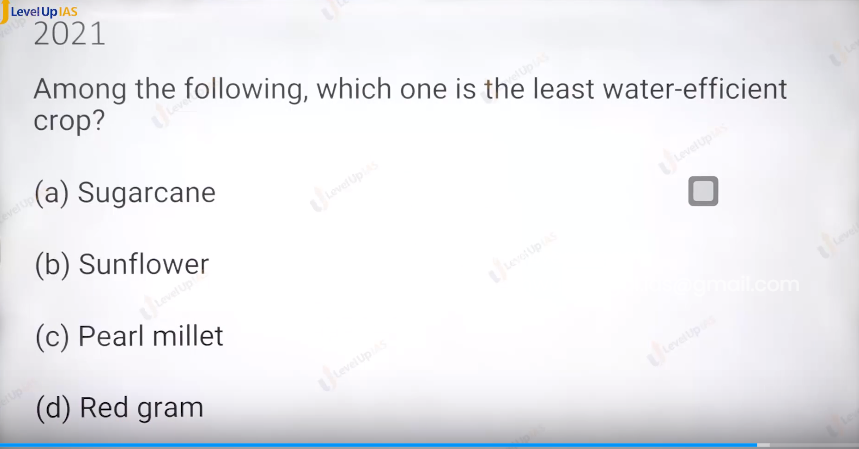 LevelUp IAS
2021
Among the following, which one is the least water-efficient
crop?
(a) Sugarcane
(b) Sunflower
(c) Pearl millet
(d) Red gram